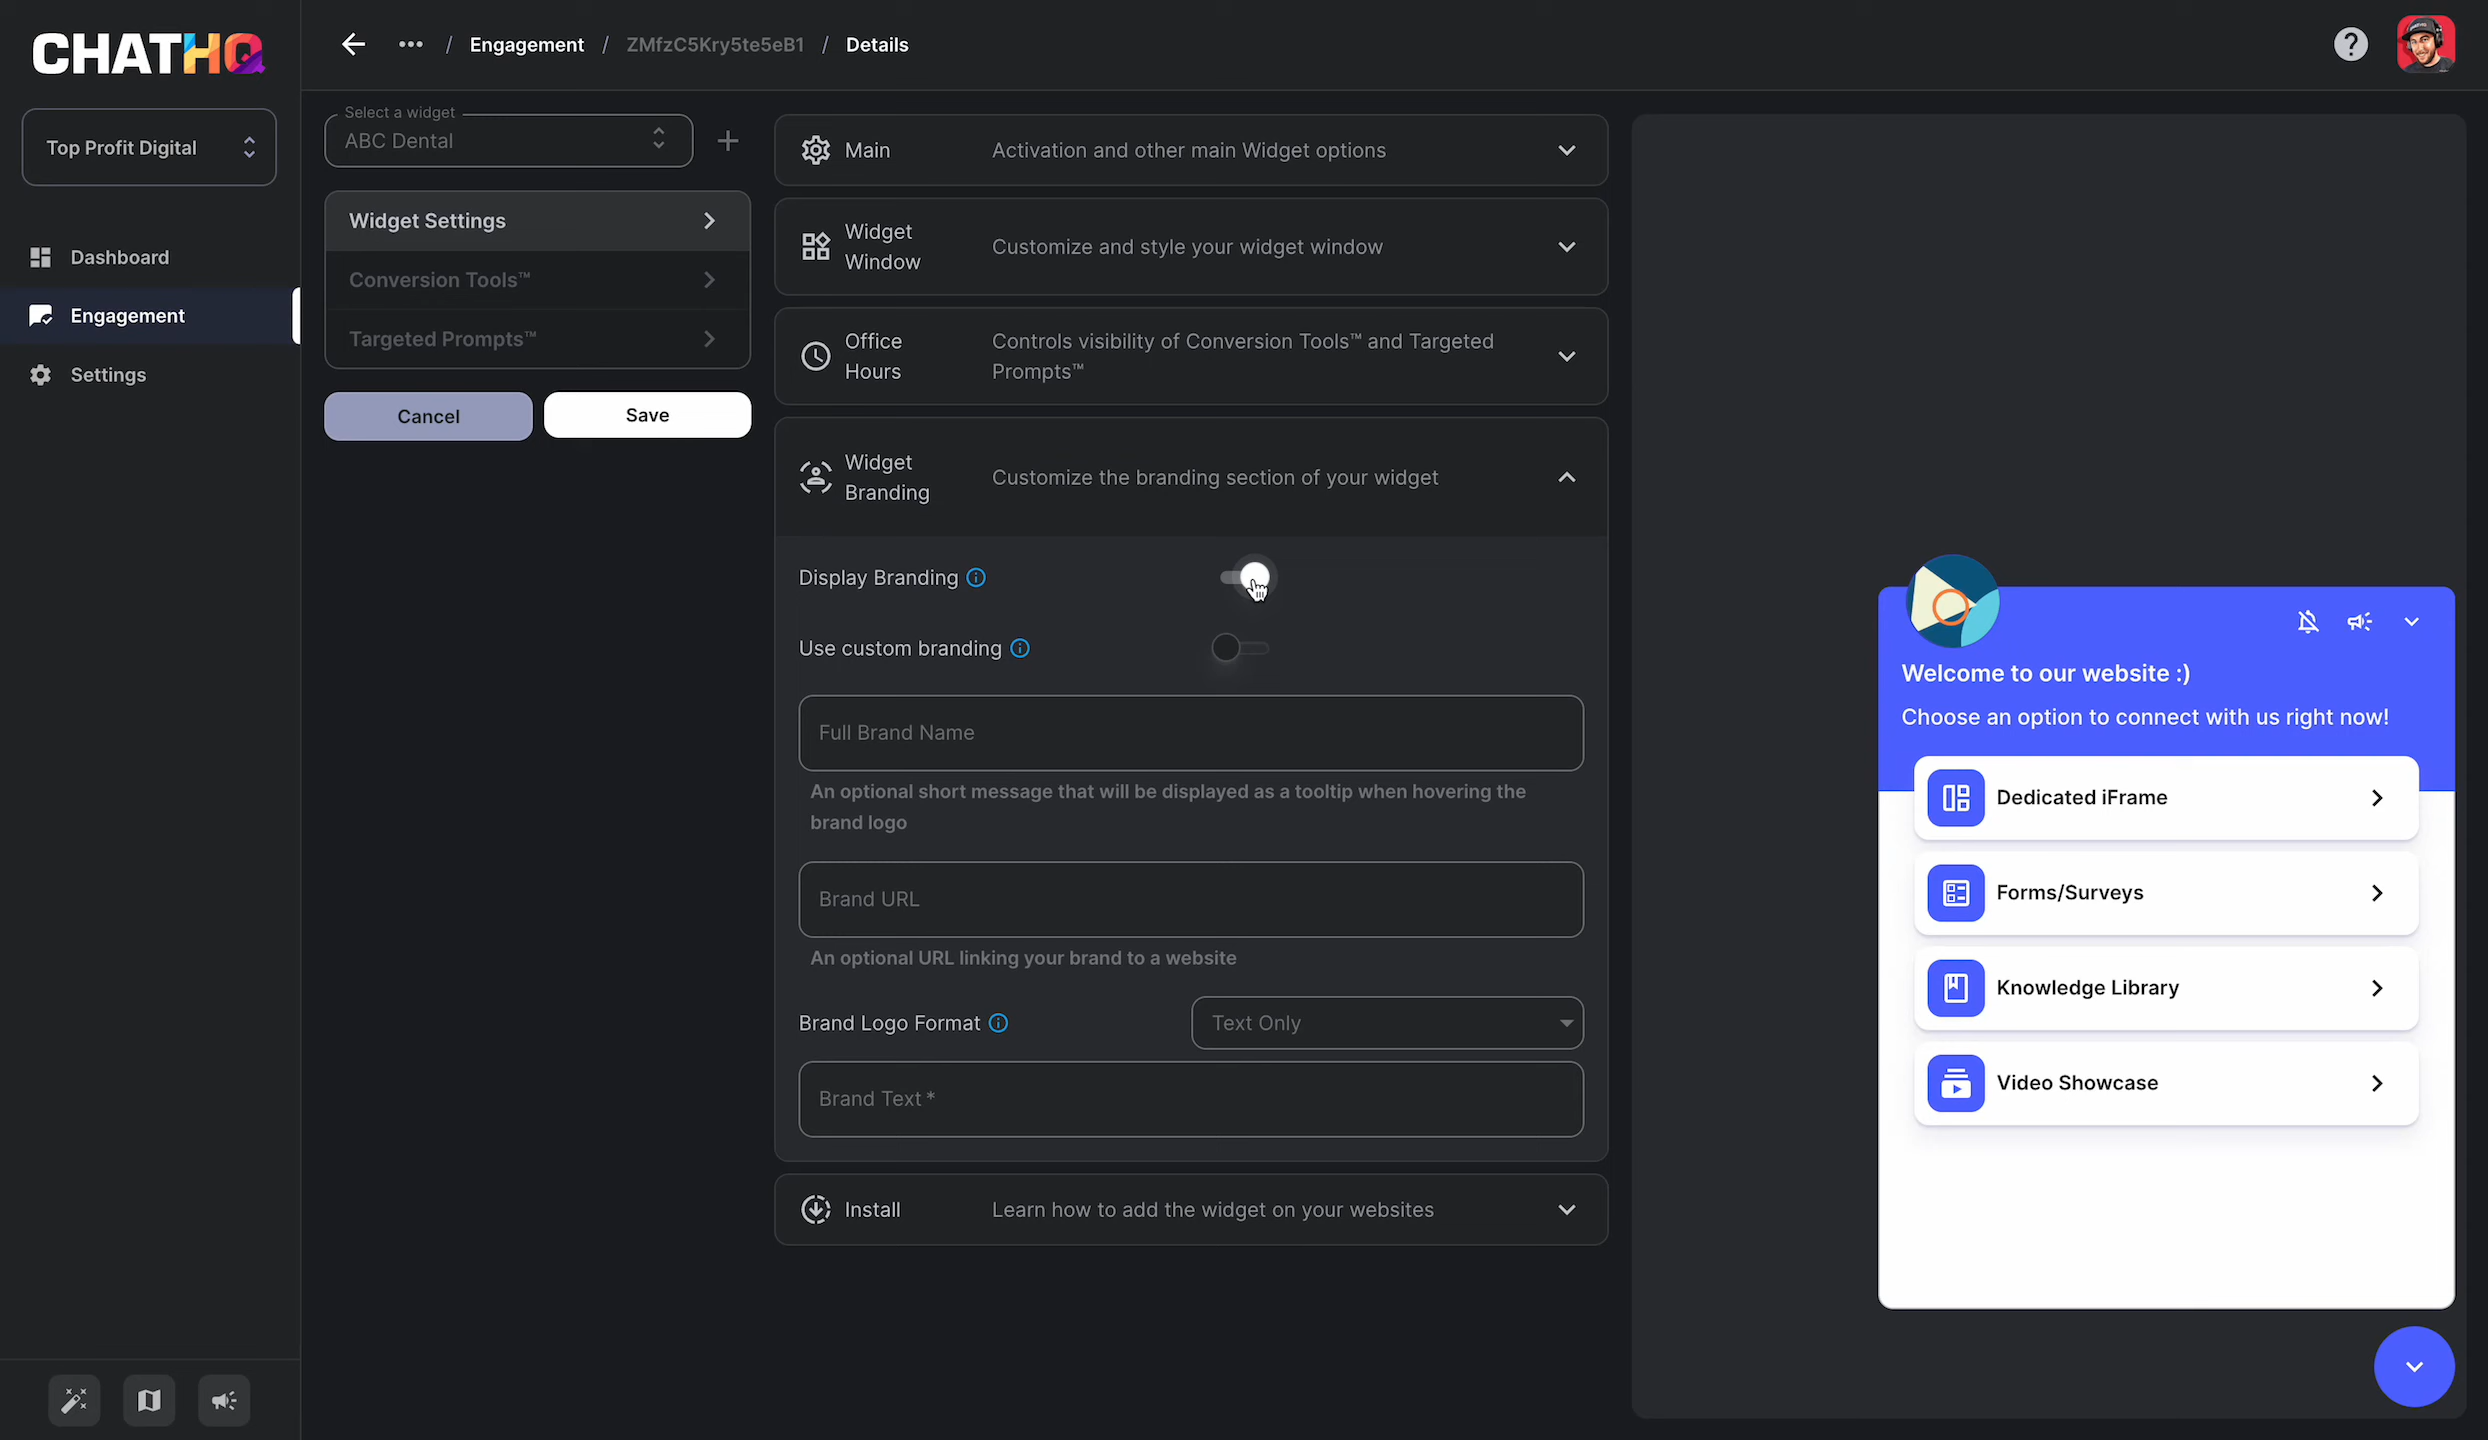 CHATHQ
Top Profit Digital
Dashboard
Engagement
Settings
/ Engagement / ZMfzC5Kry5te5eB1 / Details
Select a widget
ABC Dental
Widget Settings
Conversion Tools™
Targeted Prompts™
Cancel
Save
Main
Activation and other main Widget options
Widget
Window
Customize and style your widget window
Office
Hours
Controls visibility of Conversion Tools™ and Targeted
Prompts™
Widget
Branding
Customize the branding section of your widget
Display Branding
Use custom branding
Full Brand Name
An optional short message that will be displayed as a tooltip when hovering the
brand logo
Brand URL
An optional URL linking your brand to a website
Brand Logo Format
Text Only
Brand Text *
Install
Learn how to add the widget on your websites
Welcome to our website :)
Choose an option to connect with us right now!
Dedicated iFrame
Forms/Surveys
Knowledge Library
Video Showcase